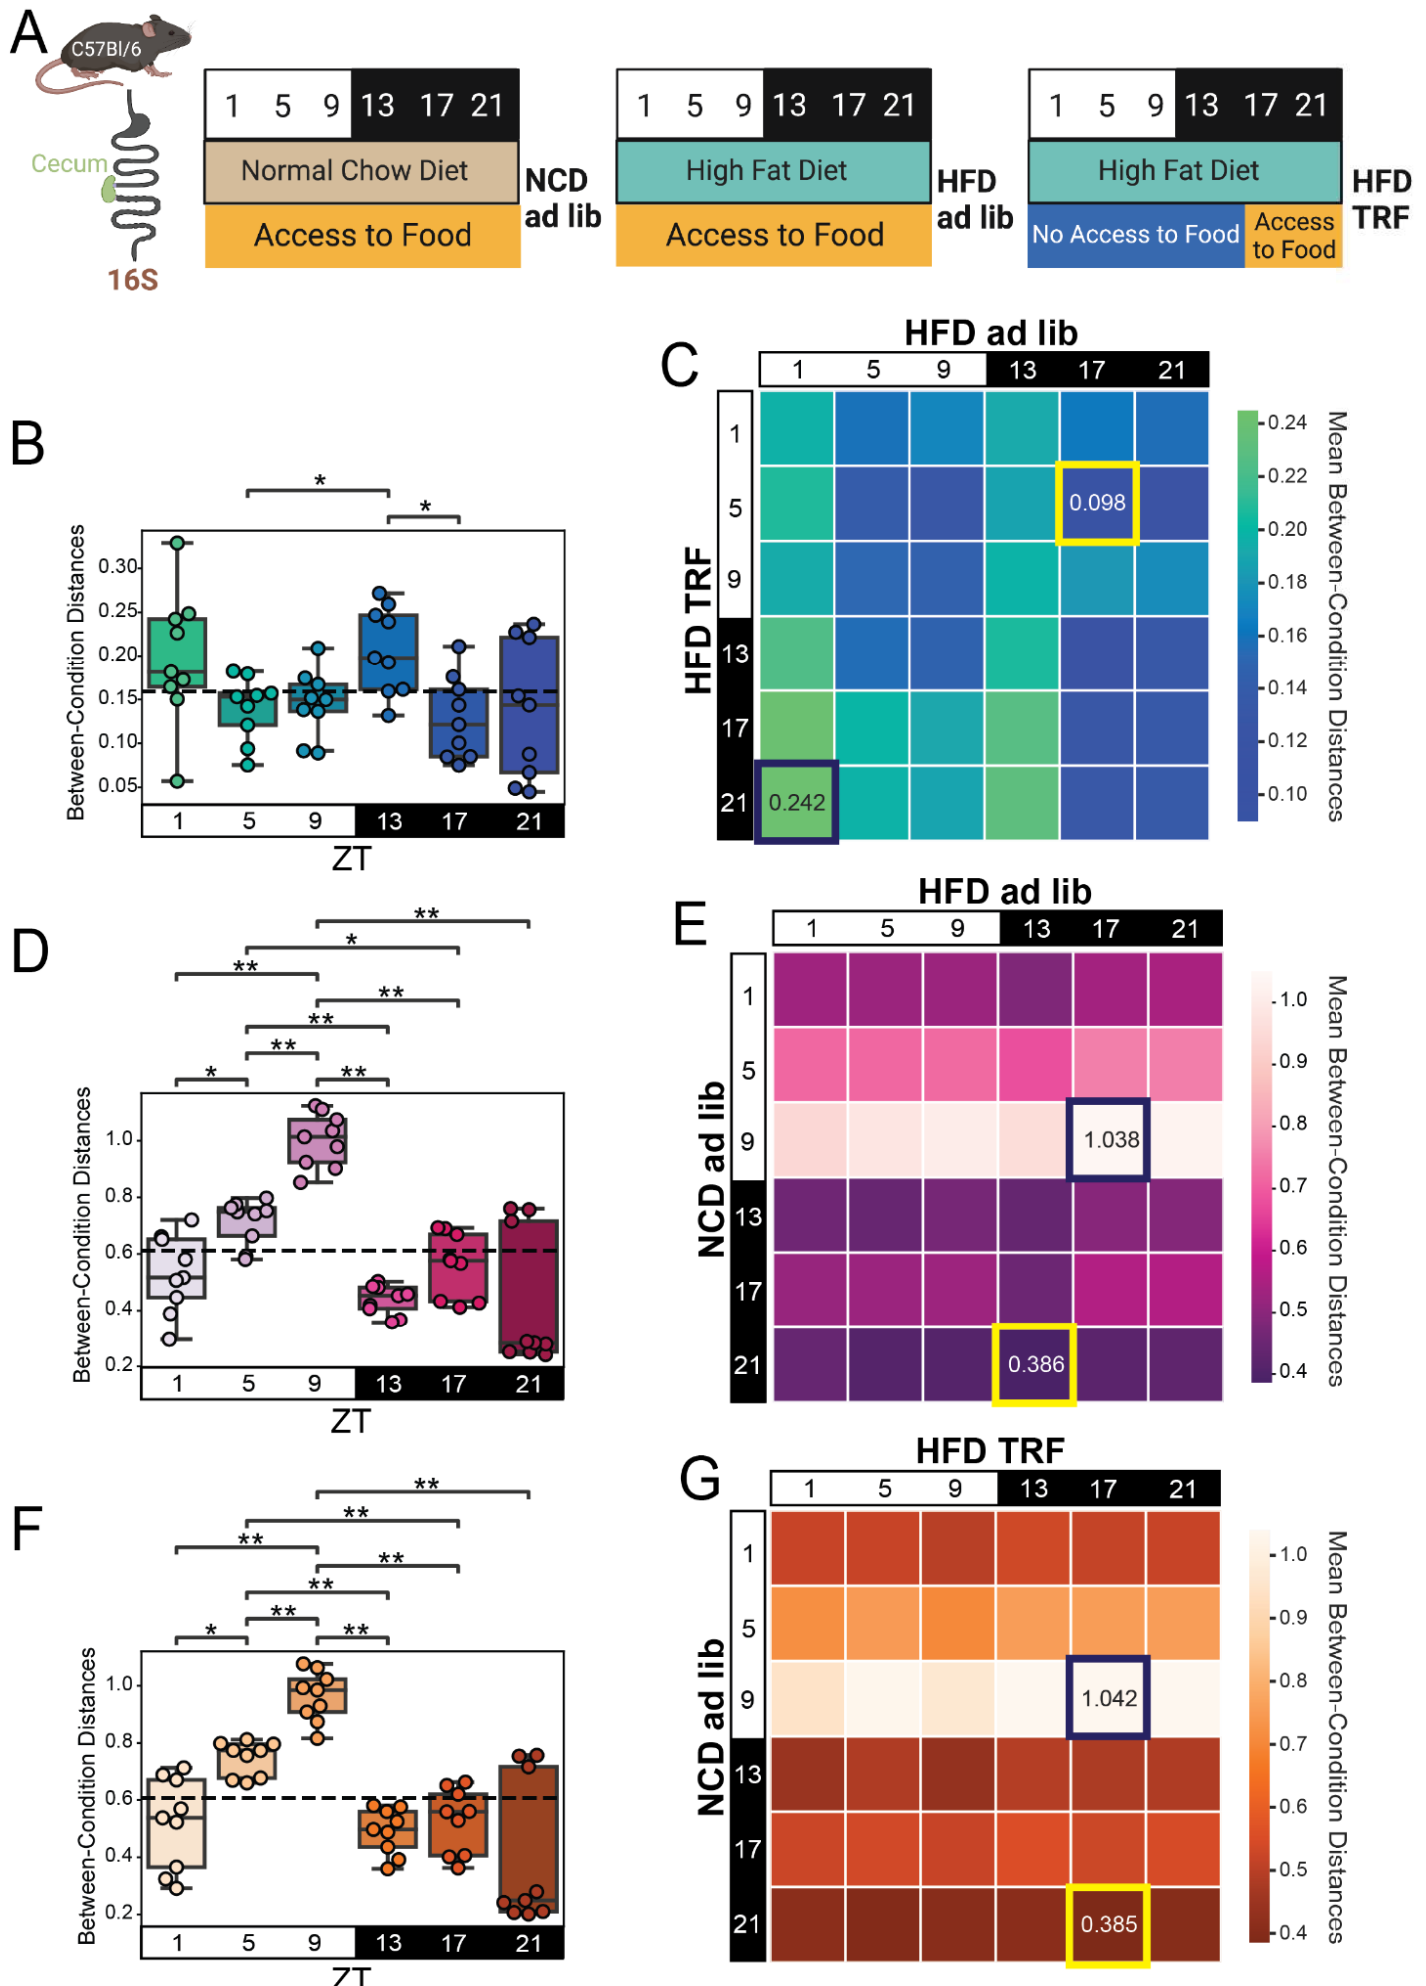 A
C57Bl/6
Cecum
16S
1 5 9 13 17 21
Normal Chow Diet
Access to Food
NCD
ad lib
1 5 9 13 17 21
High Fat Diet
Access to Food
HFD
ad lib
1 5 9 13 17 21
High Fat Diet
No Access to Food
Access
to Food
HFD
TRF
B
*
*
Between-Condition Distances
0.30
0.25
0.20
0.15
0.10
0.05
1 5 9 13 17 21
ZT
C
HFD ad lib
1 5 9 13 17 21
HFD TRF
1
5
9
13
17
21
0.098
0.242
0.24
0.22
0.20
0.18
0.16
0.14
0.12
0.10
Mean Between-Condition Distances
D
**
*
**
**
**
**
*
**
Between-Condition Distances
1.0
0.8
0.6
0.4
0.2
1 5 9 13 17 21
ZT
E
HFD ad lib
1 5 9 13 17 21
NCD ad lib
1
5
9
13
17
21
1.038
0.386
1.0
0.9
0.8
0.7
0.6
0.5
0.4
Mean Between-Condition Distances
F
**
**
**
**
**
**
*
**
Between-Condition Distances
1.0
0.8
0.6
0.4
0.2
1 5 9 13 17 21
ZT
G
HFD TRF
1 5 9 13 17 21
NCD ad lib
1
5
9
13
17
21
1.042
0.385
1.0
0.9
0.8
0.7
0.6
0.5
0.4
Mean Between-Condition Distances